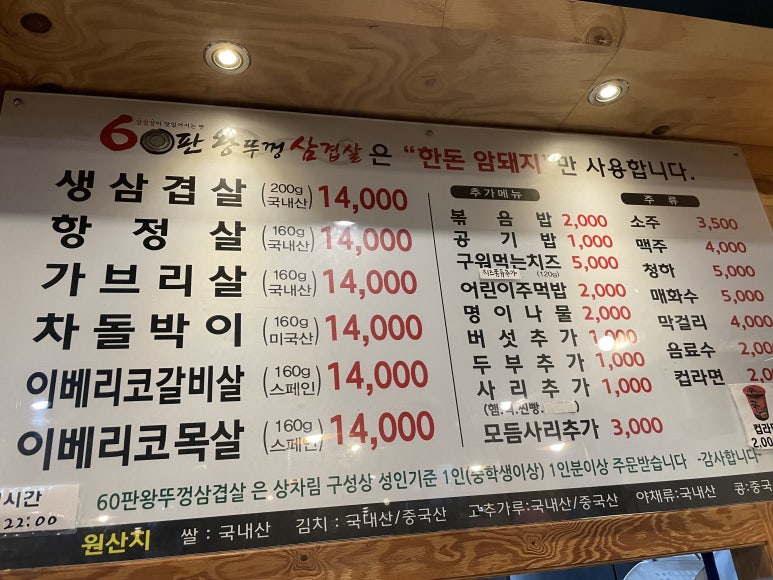 60판 왕뚜껑 삼겹살 은 "한돈 암돼지" 만 사용합니다.
생삼겹살 (200g 국내산) 14,000
항정살 (160g 국내산) 14,000
가브리살 (160g 국내산) 14,000
차돌박이 (160g 미국산) 14,000
이베리코갈비살 (160g 스페인) 14,000
이베리코목살 (160g 스페인) 14,000
추가메뉴
볶음밥 2,000
공기밥 1,000
구워먹는치즈 5,000
(120g)
어린이주먹밥 2,000
명이나물 2,000
버섯추가 1,000
두부추가 1,000
사리추가 1,000
모듬사리추가 3,000
주류
소주 3,500
맥주 4,000
청하 5,000
매화수 5,000
막걸리 4,000
음료수 2,00
컵라면 2,0
컵라면
2,00
60판왕뚜껑삼겹살 은 상차림 구성상 성인기준 1인(중학생이상) 1인분이상 주문받습니다 -감사합니다-
시간
22:00
원산지 쌀 : 국내산 김치 : 국내산/중국산 고추가루:국내산/중국산 야채류:국내산 콩:중국